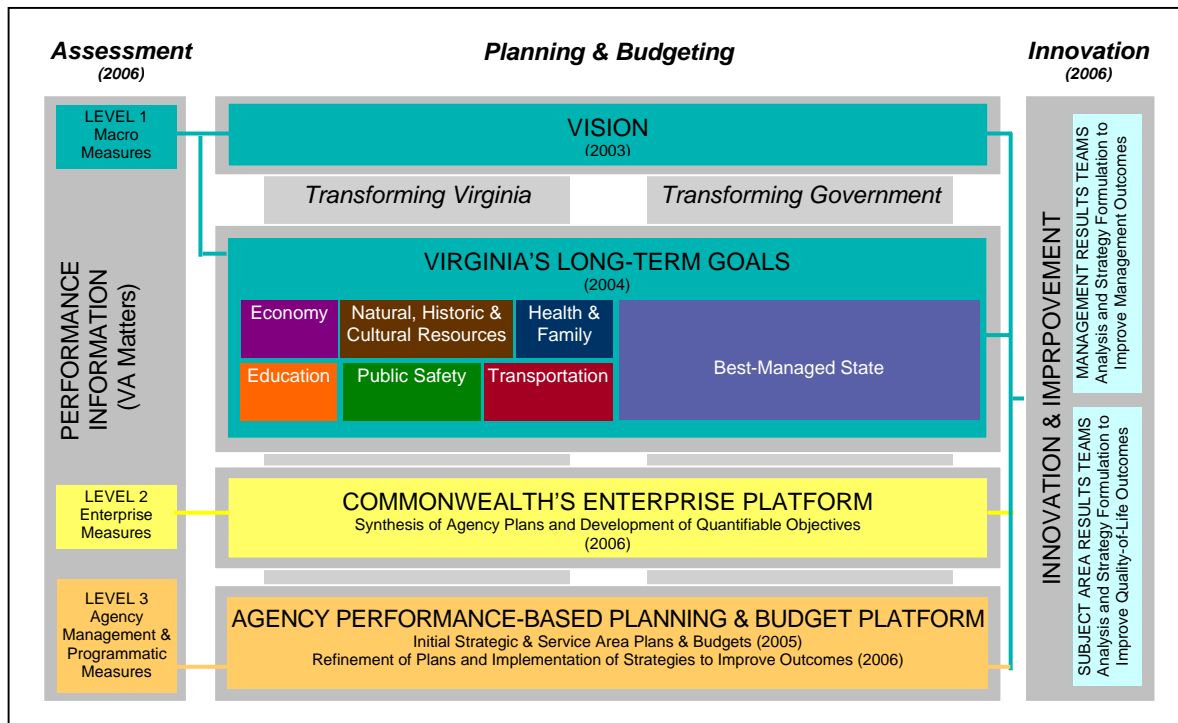 Assessment
(2006)
Planning & Budgeting
Innovation
(2006)
LEVEL 1
Macro
Measures
VISION
(2003)
Transforming Virginia
Transforming Government
VIRGINIA'S LONG-TERM GOALS
(2004)
Economy
Natural, Historic &
Cultural Resources
Health &
Family
Education
Public Safety
Transportation
Best-Managed State
PERFORMANCE
INFORMATION
(VA Matters)
LEVEL 2
Enterprise
Measures
COMMONWEALTH'S ENTERPRISE PLATFORM
Synthesis of Agency Plans and Development of Quantifiable Objectives
(2006)
LEVEL 3
Agency
Management &
Programmatic
Measures
AGENCY PERFORMANCE-BASED PLANNING & BUDGET PLATFORM
Initial Strategic & Service Area Plans & Budgets (2005)
Refinement of Plans and Implementation of Strategies to Improve Outcomes (2006)
INNOVATION & IMPRPOVEMENT
MANAGEMENT RESULTS TEAMS
Analysis and Strategy Formulation to
Improve Management Outcomes
SUBJECT AREA RESULTS TEAMS
Analysis and Strategy Formulation to
Improve Quality-of-Life Outcomes